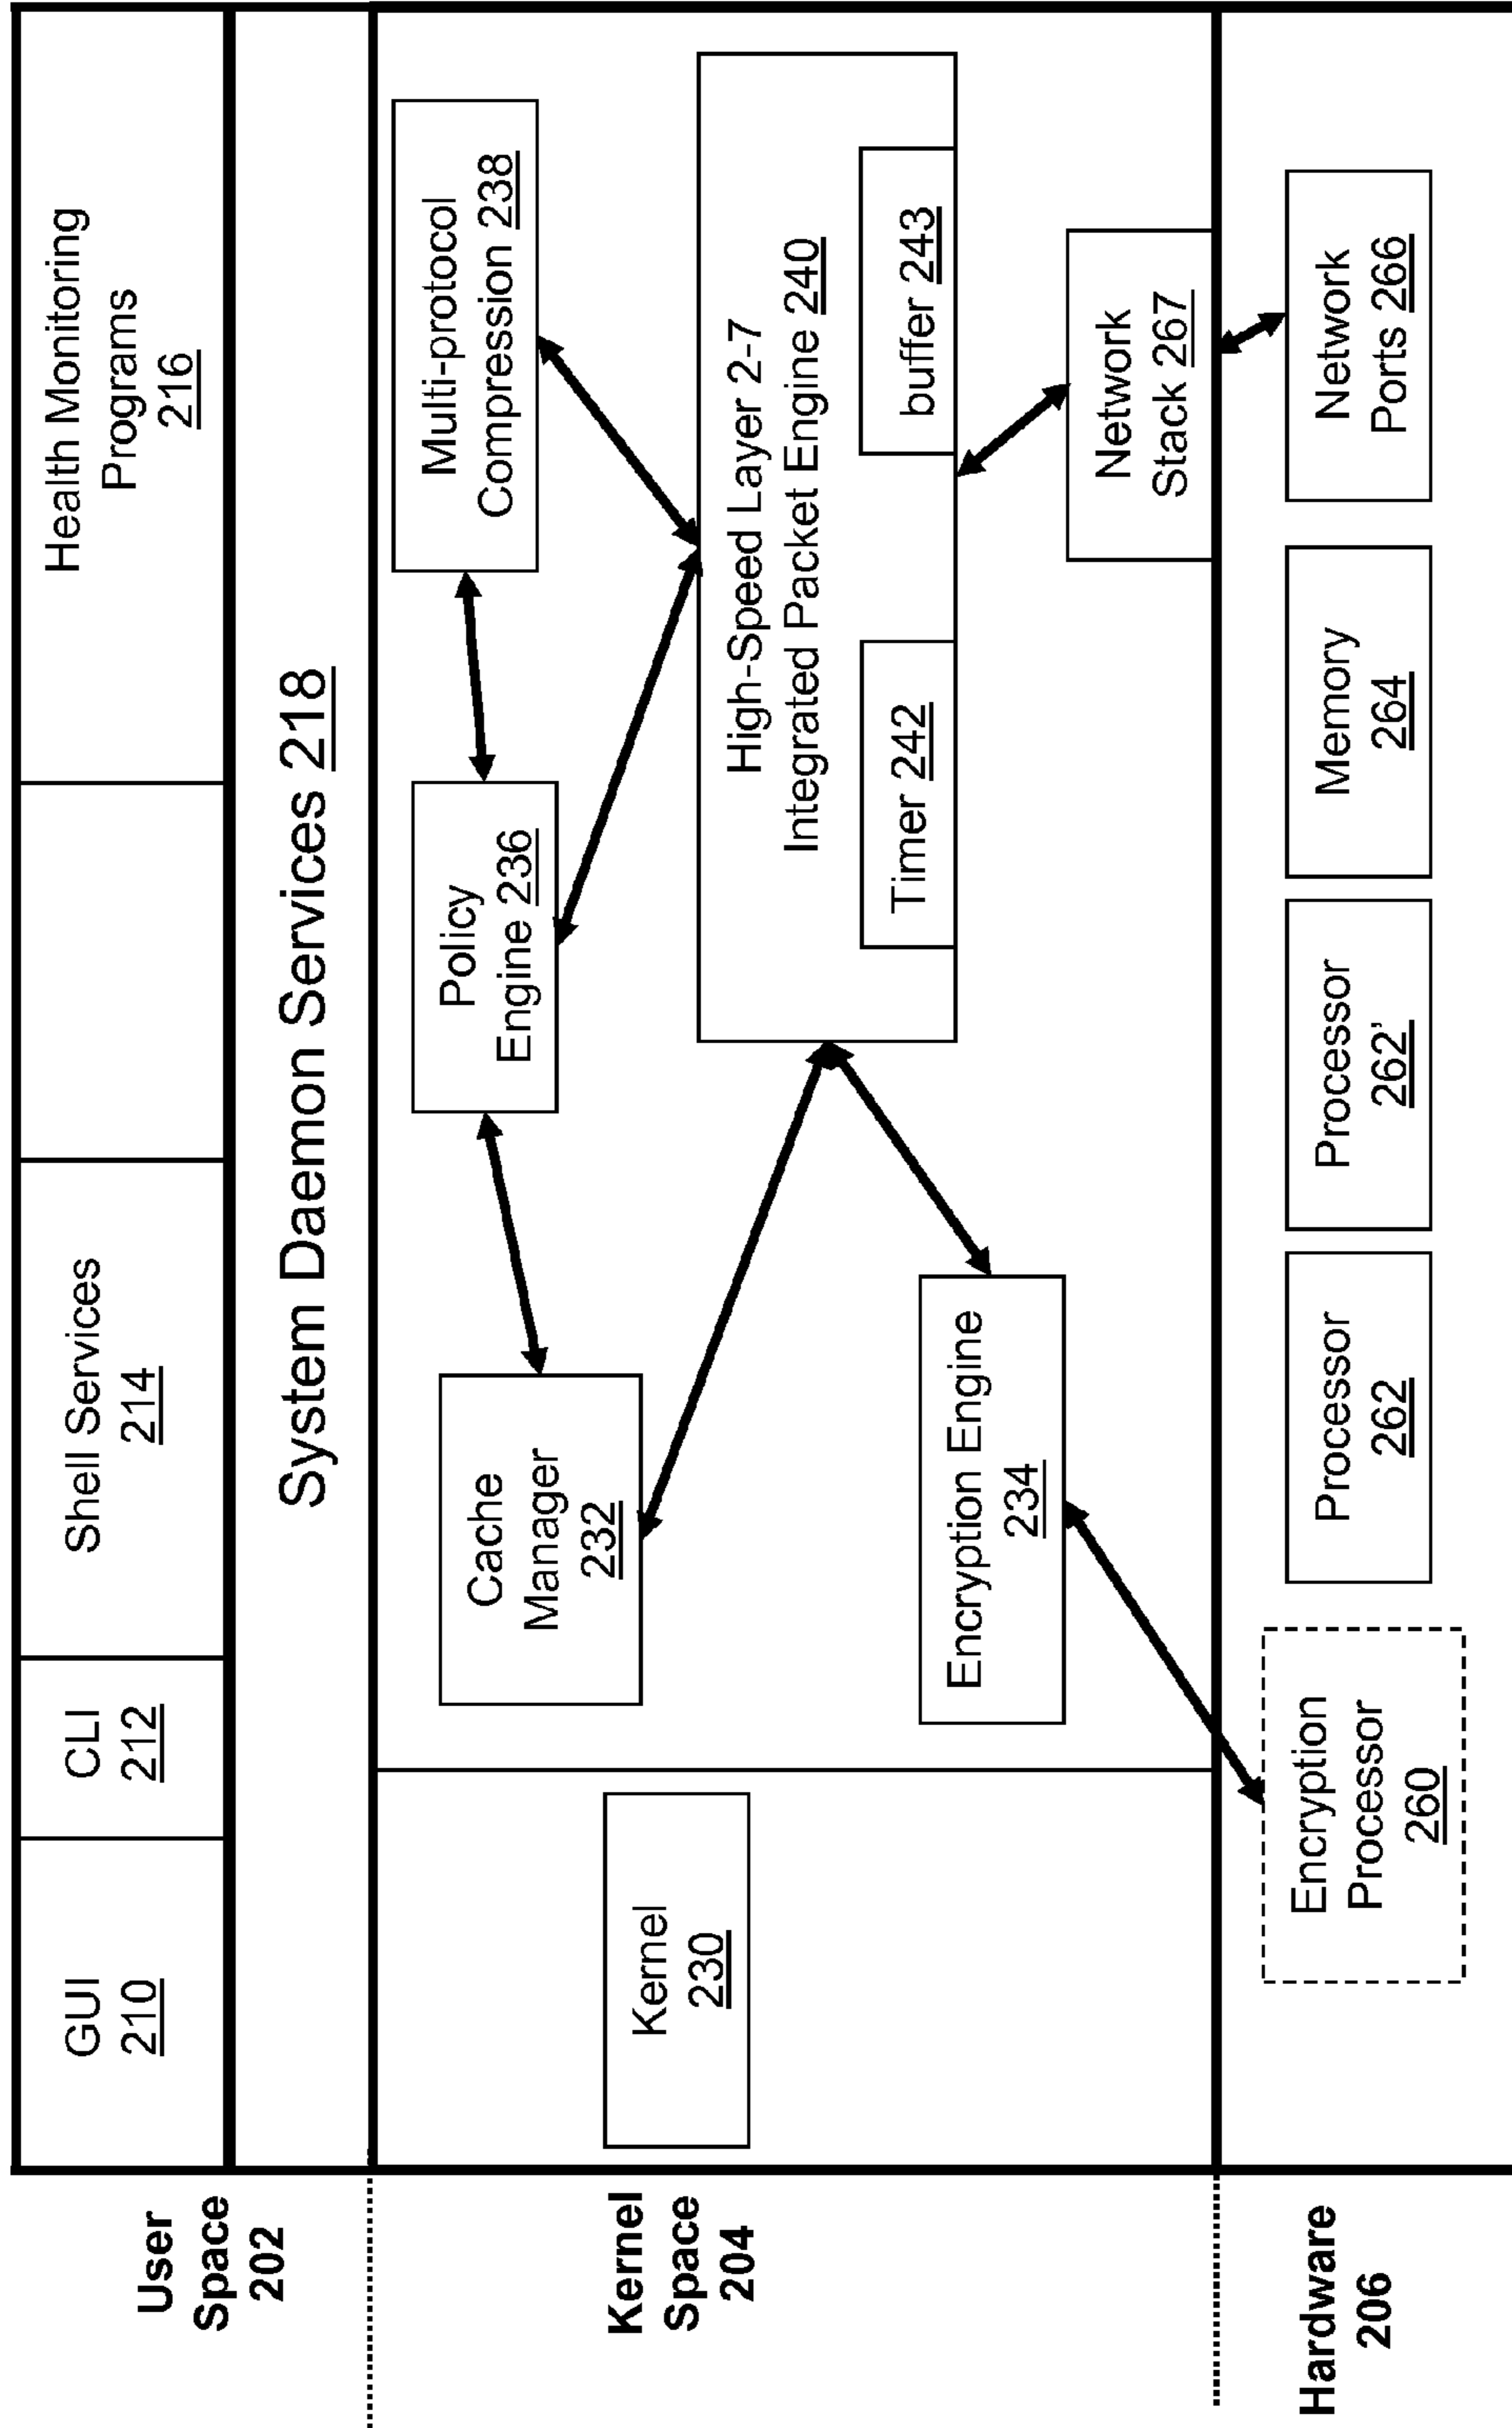 User
Space
202
GUI
210
CLI
212
Shell Services
214
Health Monitoring
Programs
216
System Daemon Services 218
Kernel
Space
204
Kernel
230
Cache
Manager
232
Policy
Engine 236
Multi-protocol
Compression 238
High-Speed Layer 2-7
Integrated Packet Engine 240
Timer 242
buffer 243
Encryption Engine
234
Network
Stack 267
Hardware
206
Encryption
Processor
260
Processor
262
Processor
262'
Memory
264
Network
Ports 266